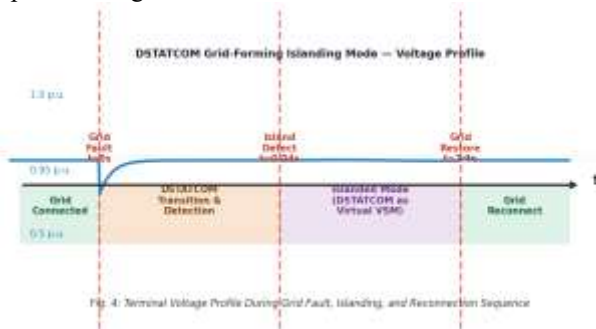 DSTATCOM Grid-Forming Islanding Mode — Voltage Profile
1.0 p.u.
Grid
Fault
Island
Defect
Grid
Restore
0.95 p.u.
t
Grid
Connected
DSTATCOM
Transition &
Detection
Islanded Mode
(DSTATCOM as
Virtual VSM)
Grid
Reconnect
0.5 p.u.
Fig. 4: Terminal Voltage Profile During Grid Fault, Islanding, and Reconnection Sequence